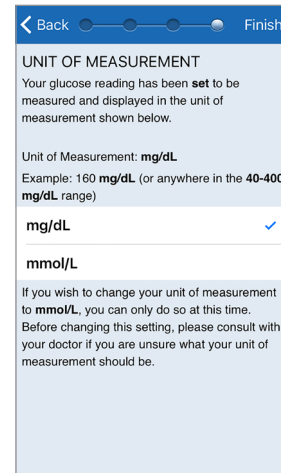 Back Finish
UNIT OF MEASUREMENT
Your glucose reading has been set to be
measured and displayed in the unit of
measurement shown below.
Unit of Measurement: mg/dL
Example: 160 mg/dL (or anywhere in the 40-400
mg/dL range)
mg/dL
mmol/L
If you wish to change your unit of measurement
to mmol/L, you can only do so at this time.
Before changing this setting, please consult with
your doctor if you are unsure what your unit of
measurement should be.